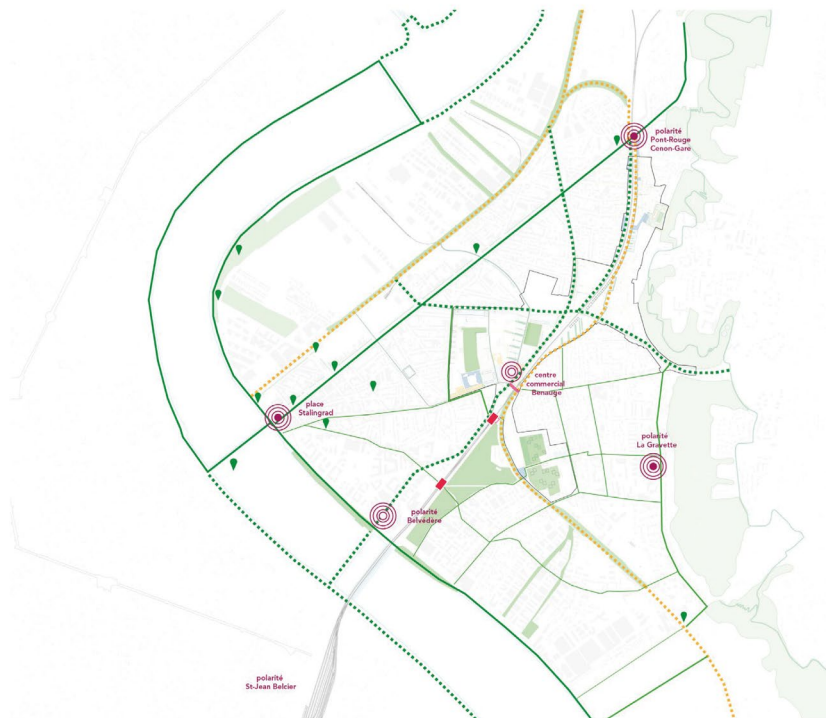 polarité
Pont-Rouge
Cenon-Gare
centre
commercial
Benauge
place
Stalingrad
polarité
La Gravette
polarité
Belvédère
polarité
St-Jean Belcier